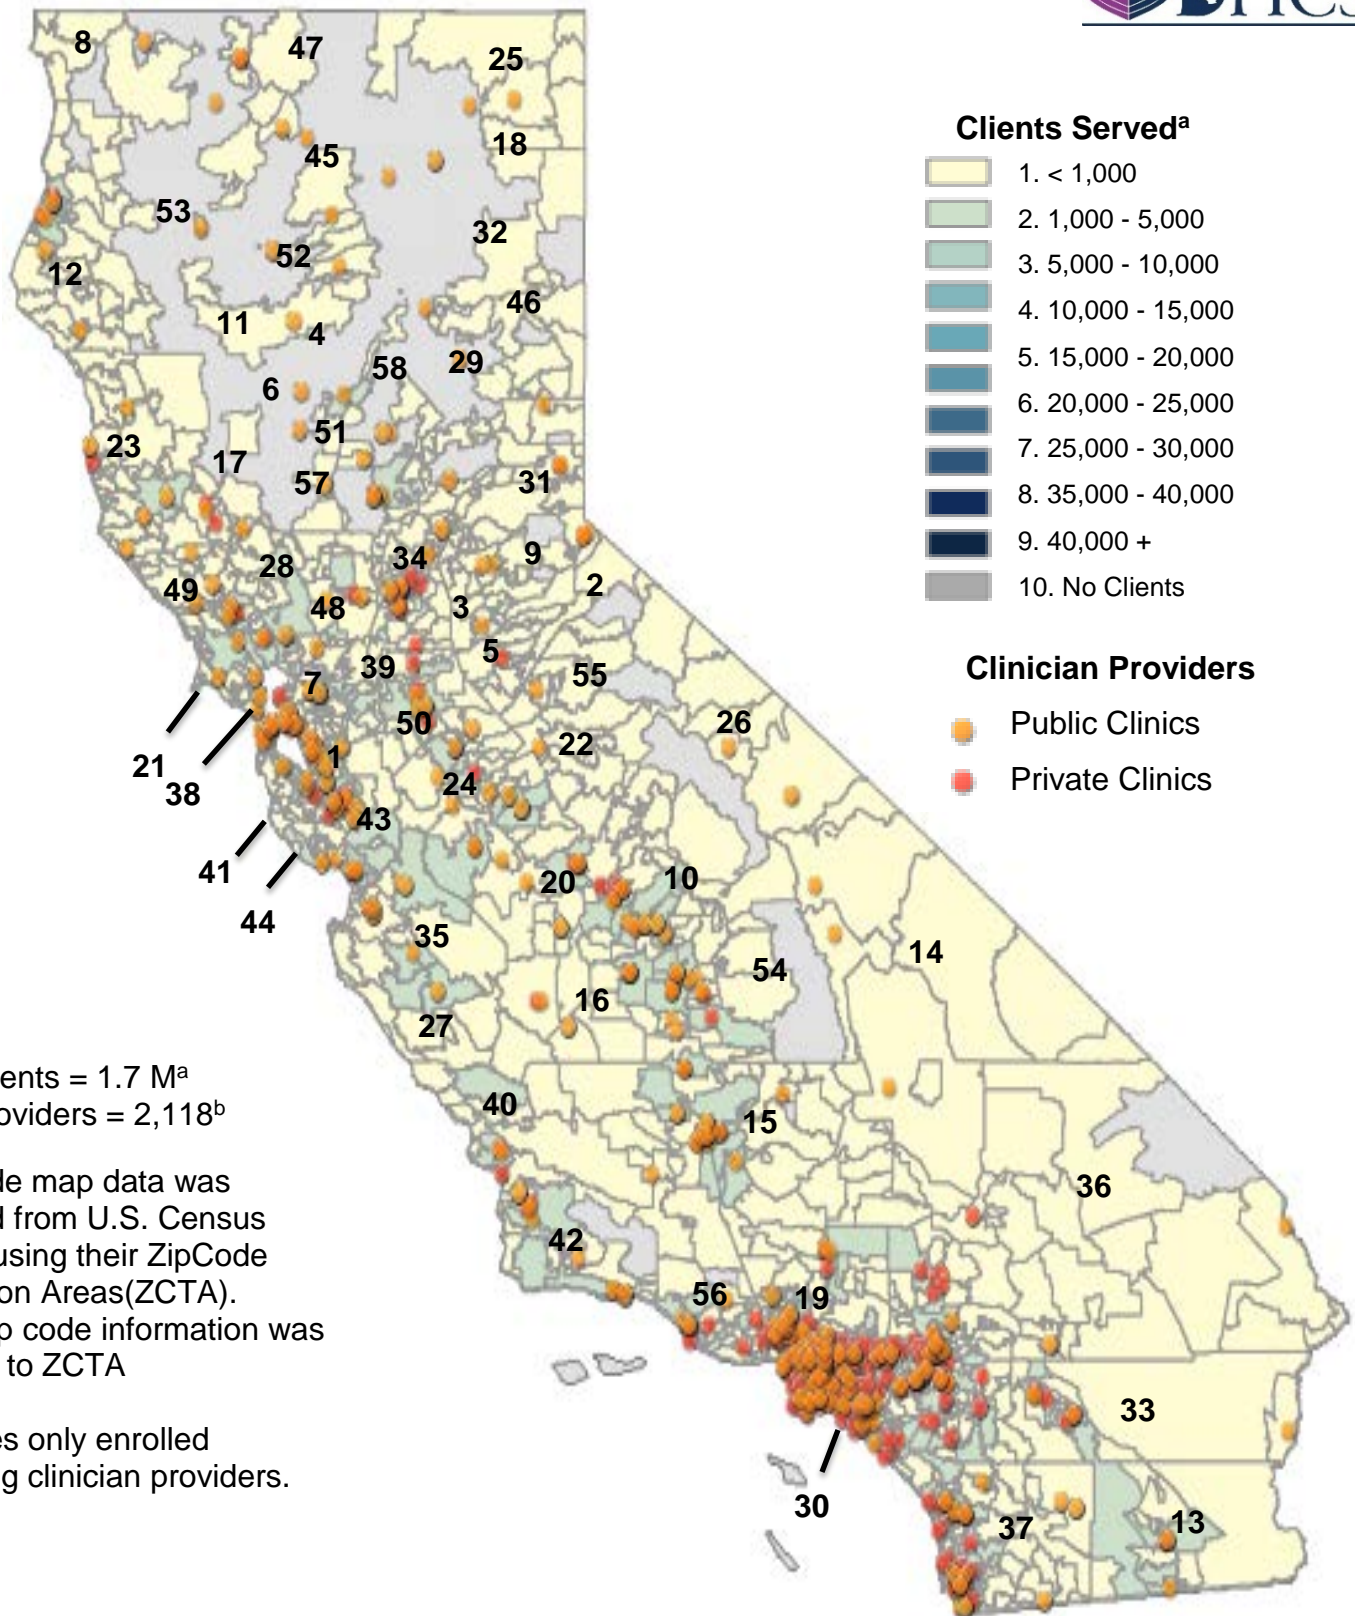 HCS
Clients Servedª
1. < 1,000
2. 1,000 - 5,000
3. 5,000 - 10,000
4. 10,000 - 15,000
5. 15,000 - 20,000
6. 20,000 - 25,000
7. 25,000 - 30,000
8. 35,000 - 40,000
9. 40,000 +
10. No Clients
Clinician Providers
Public Clinics
Private Clinics
8
47
25
18
45
53
32
52
12
46
11
4
58
29
6
51
23
17
57
31
28
34
9
2
49
48
3
5
39
55
7
50
26
22
21
1
38
24
43
41
20
10
44
35
14
54
16
27
40
15
36
42
56
19
33
30
37
13
ents = 1.7 Mª
oviders = 2,118ᵇ
de map data was
d from U.S. Census
using their ZipCode
on Areas(ZCTA).
p code information was
to ZCTA
es only enrolled
g clinician providers.